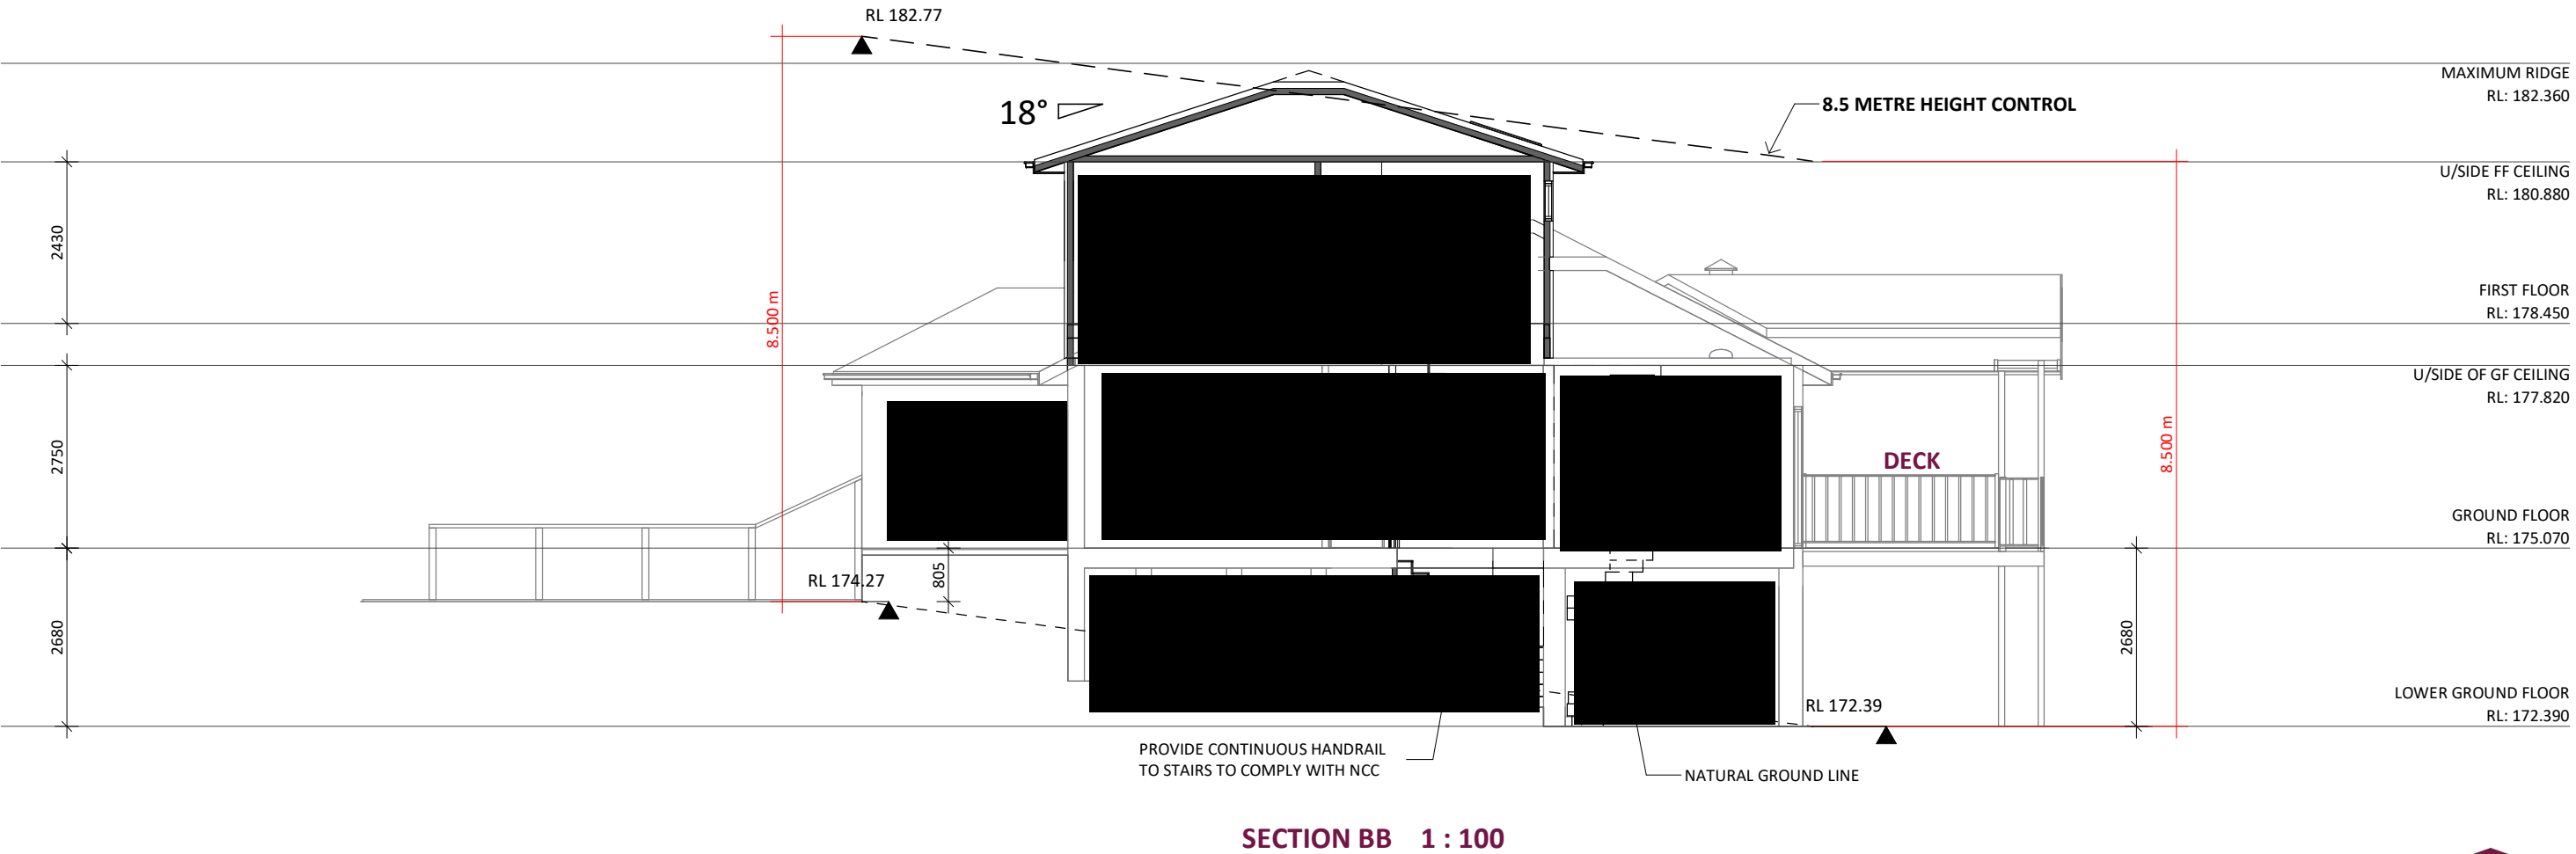 RL 182.77
MAXIMUM RIDGE
RL: 182.360
18°
8.5 METRE HEIGHT CONTROL
U/SIDE FF CEILING
RL: 180.880
2430
8.500 m
FIRST FLOOR
RL: 178.450
U/SIDE OF GF CEILING
RL: 177.820
2750
8.500 m
DECK
GROUND FLOOR
RL: 175.070
RL 174.27
805
2680
2680
LOWER GROUND FLOOR
RL: 172.390
RL 172.39
PROVIDE CONTINUOUS HANDRAIL
TO STAIRS TO COMPLY WITH NCC
NATURAL GROUND LINE
SECTION BB 1 : 100